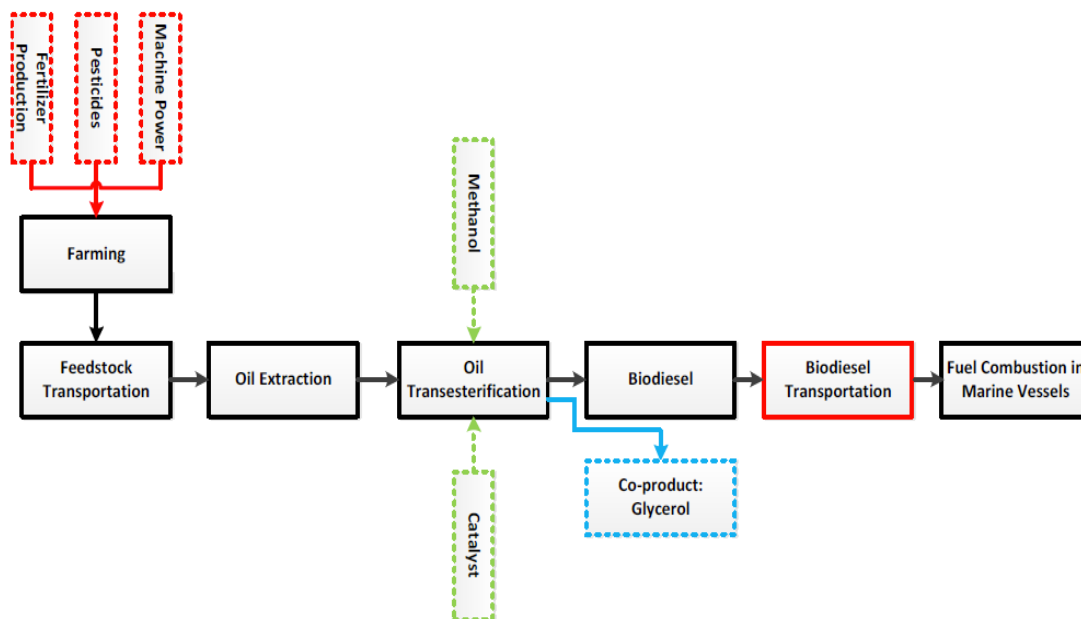 Fertilizer
Production
Pesticides
Machine Power
Methanol
Farming
Feedstock
Transportation
Oil Extraction
Oil
Transesterification
Biodiesel
Biodiesel
Transportation
Fuel Combustion in
Marine Vessels
Co-product:
Glycerol
Catalyst